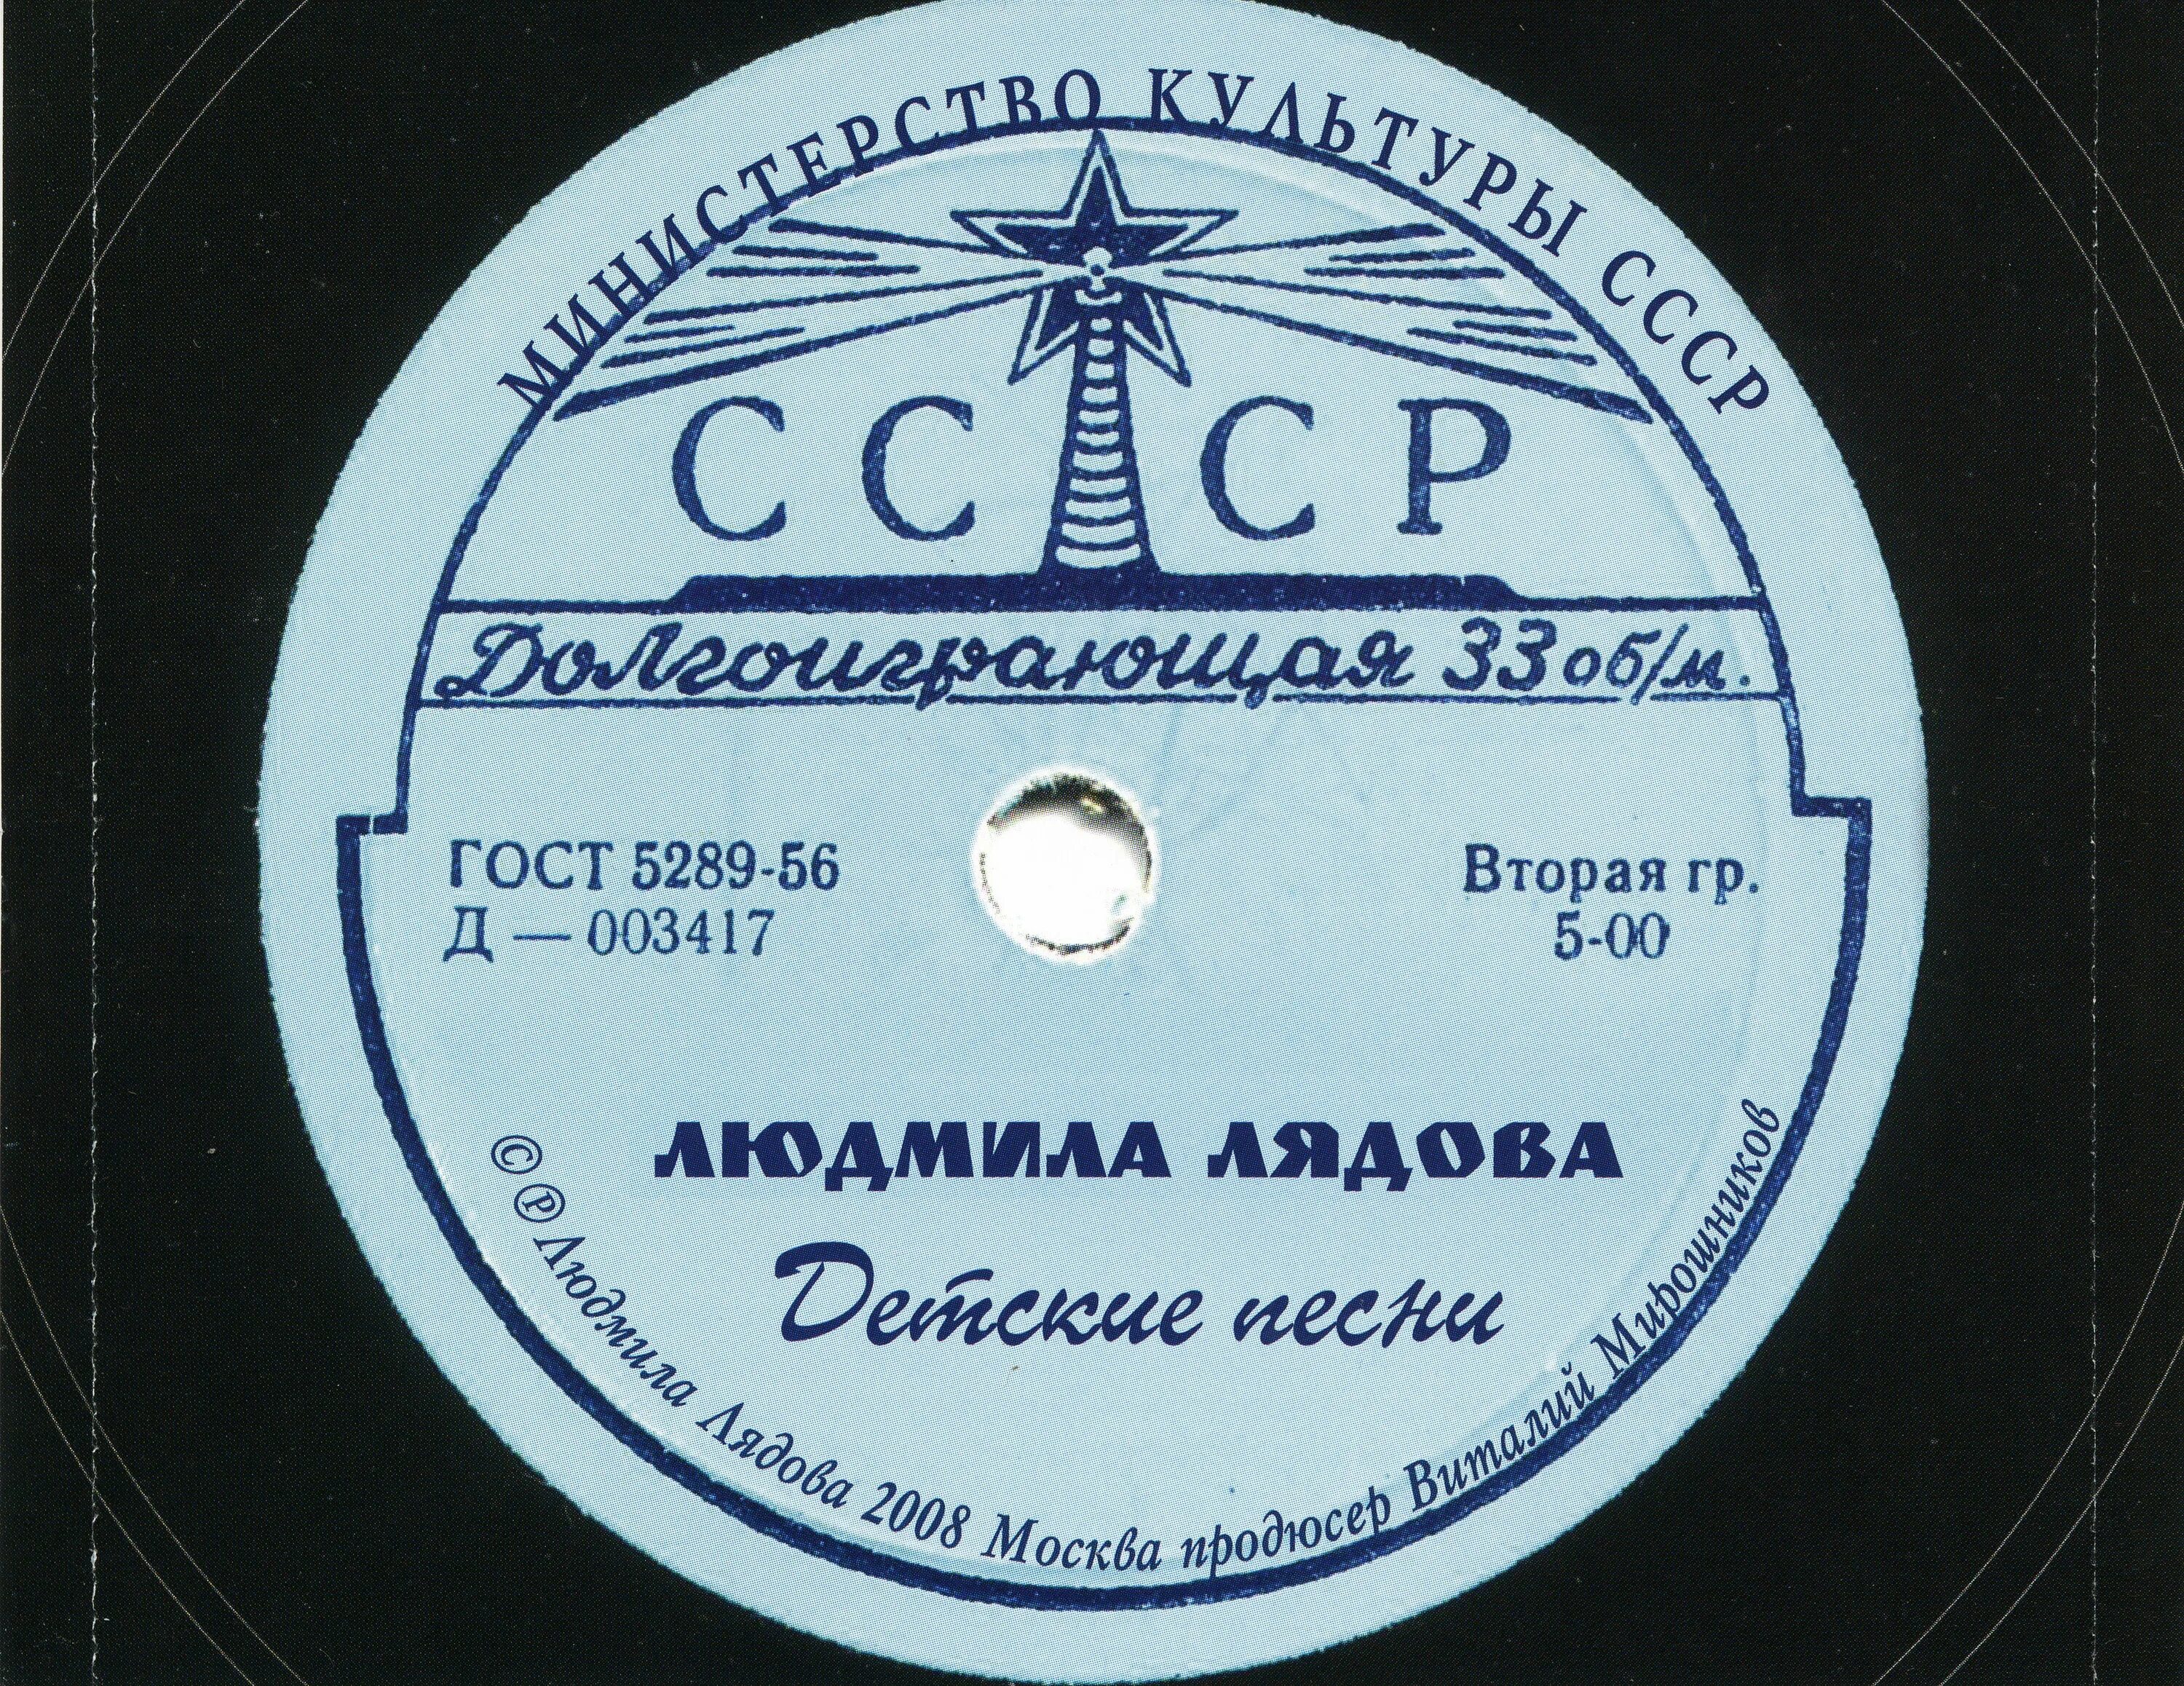 МИНИСТЕРСТВО КУЛЬТУРЫ СССР
СССР
Долгоиграющая 33 об/м.
ГОСТ 5289-56
Д — 003417
Вторая гр.
5-00
ЛЮДМИЛА ЛЯДОВА
Детские песни
© ℗ Людмила Лядова 2008 Москва продюсер Виталий Мирошников